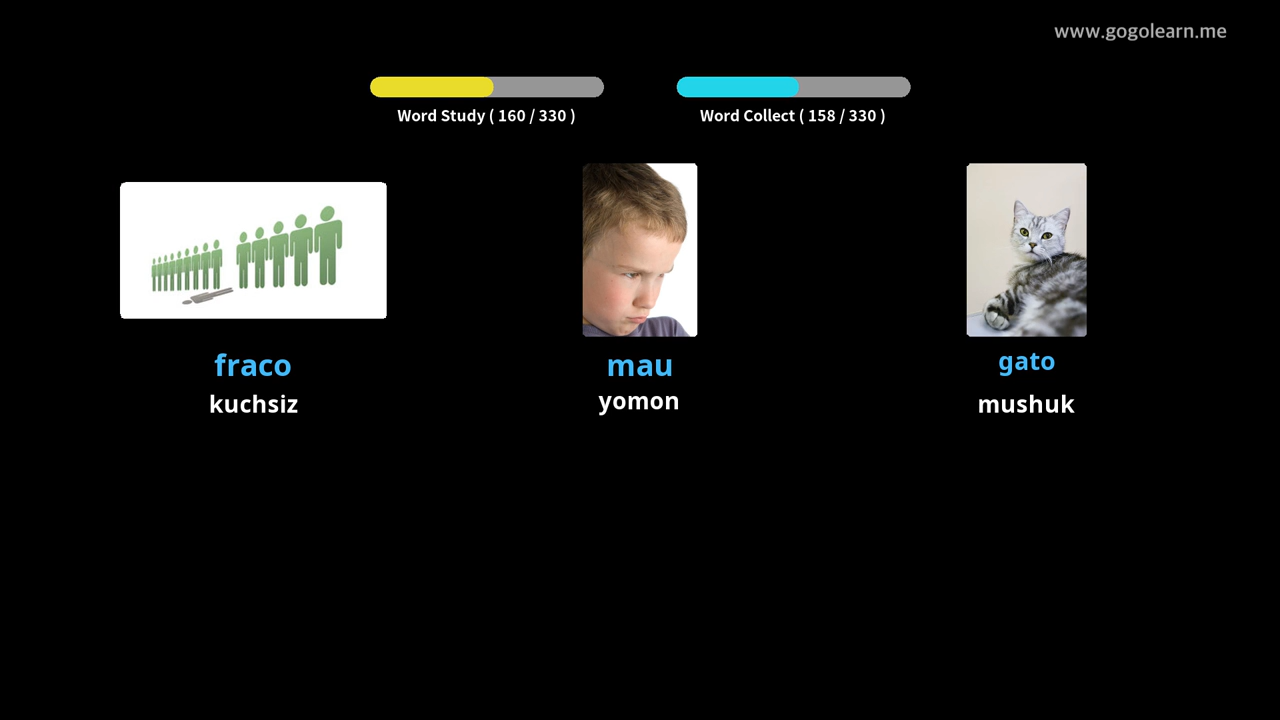 www.gogolearn.me
Word Study ( 160 / 330 )
Word Collect ( 158 / 330 )
fraco
kuchsiz
mau
yomon
gato
mushuk